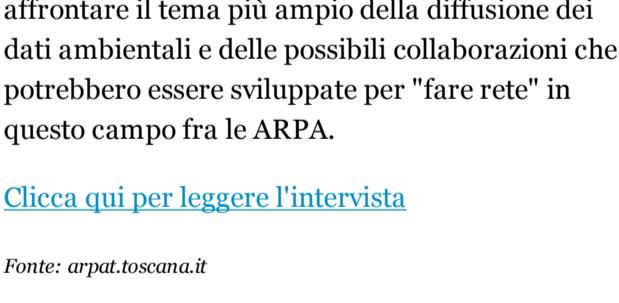 affrontare il tema più ampio della diffusione dei
dati ambientali e delle possibili collaborazioni che
potrebbero essere sviluppate per "fare rete" in
questo campo fra le ARPA.
Clicca qui per leggere l'intervista
Fonte: arpat.toscana.it